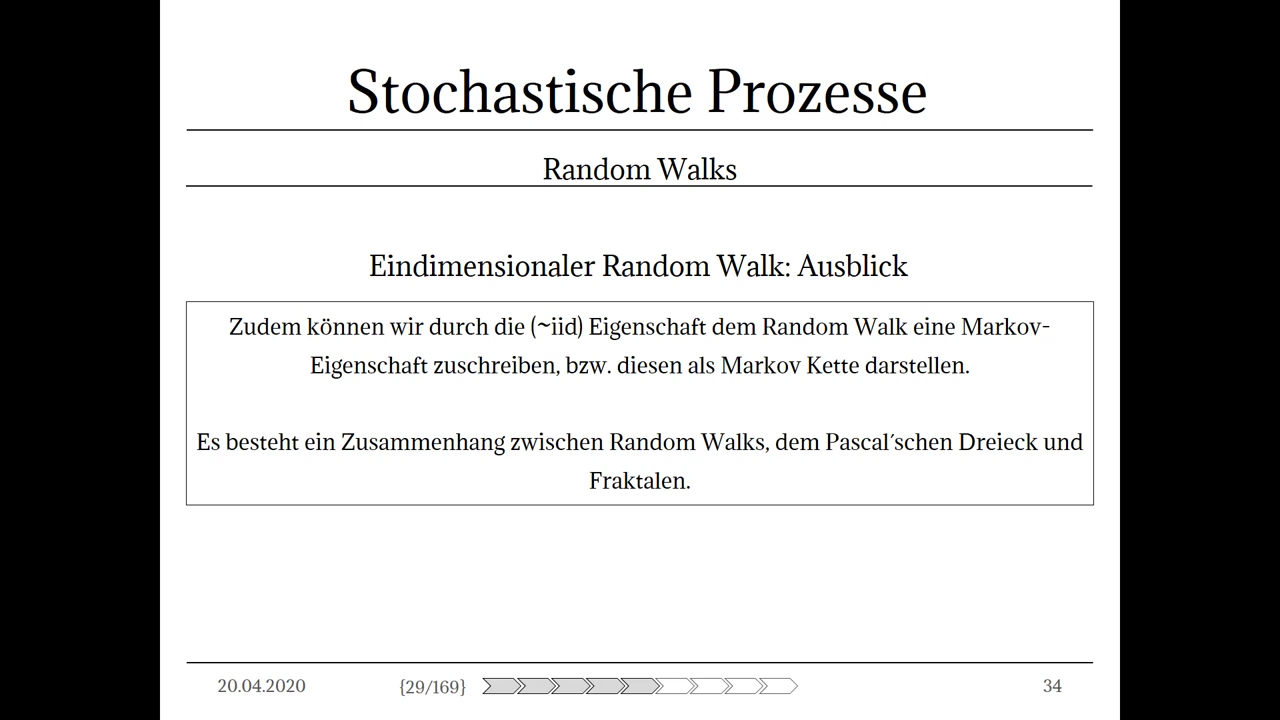 Stochastische Prozesse
Random Walks
Eindimensionaler Random Walk: Ausblick
Zudem können wir durch die (~iid) Eigenschaft dem Random Walk eine Markov-
Eigenschaft zuschreiben, bzw. diesen als Markov Kette darstellen.
Es besteht ein Zusammenhang zwischen Random Walks, dem Pascal´schen Dreieck und
Fraktalen.
20.04.2020 {29/169} 34